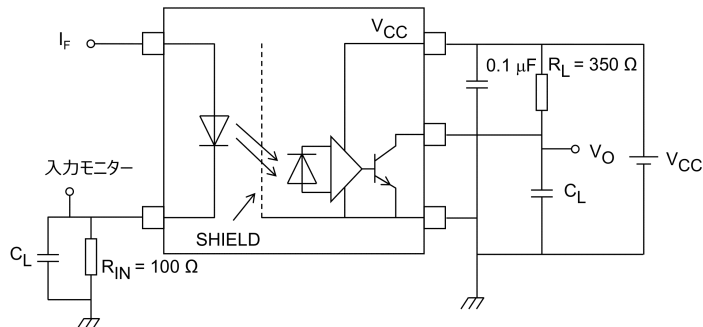 I_F
V_CC
0.1 μF
R_L = 350 Ω
入力モニター
V_O
V_CC
C_L
SHIELD
C_L
R_IN = 100 Ω